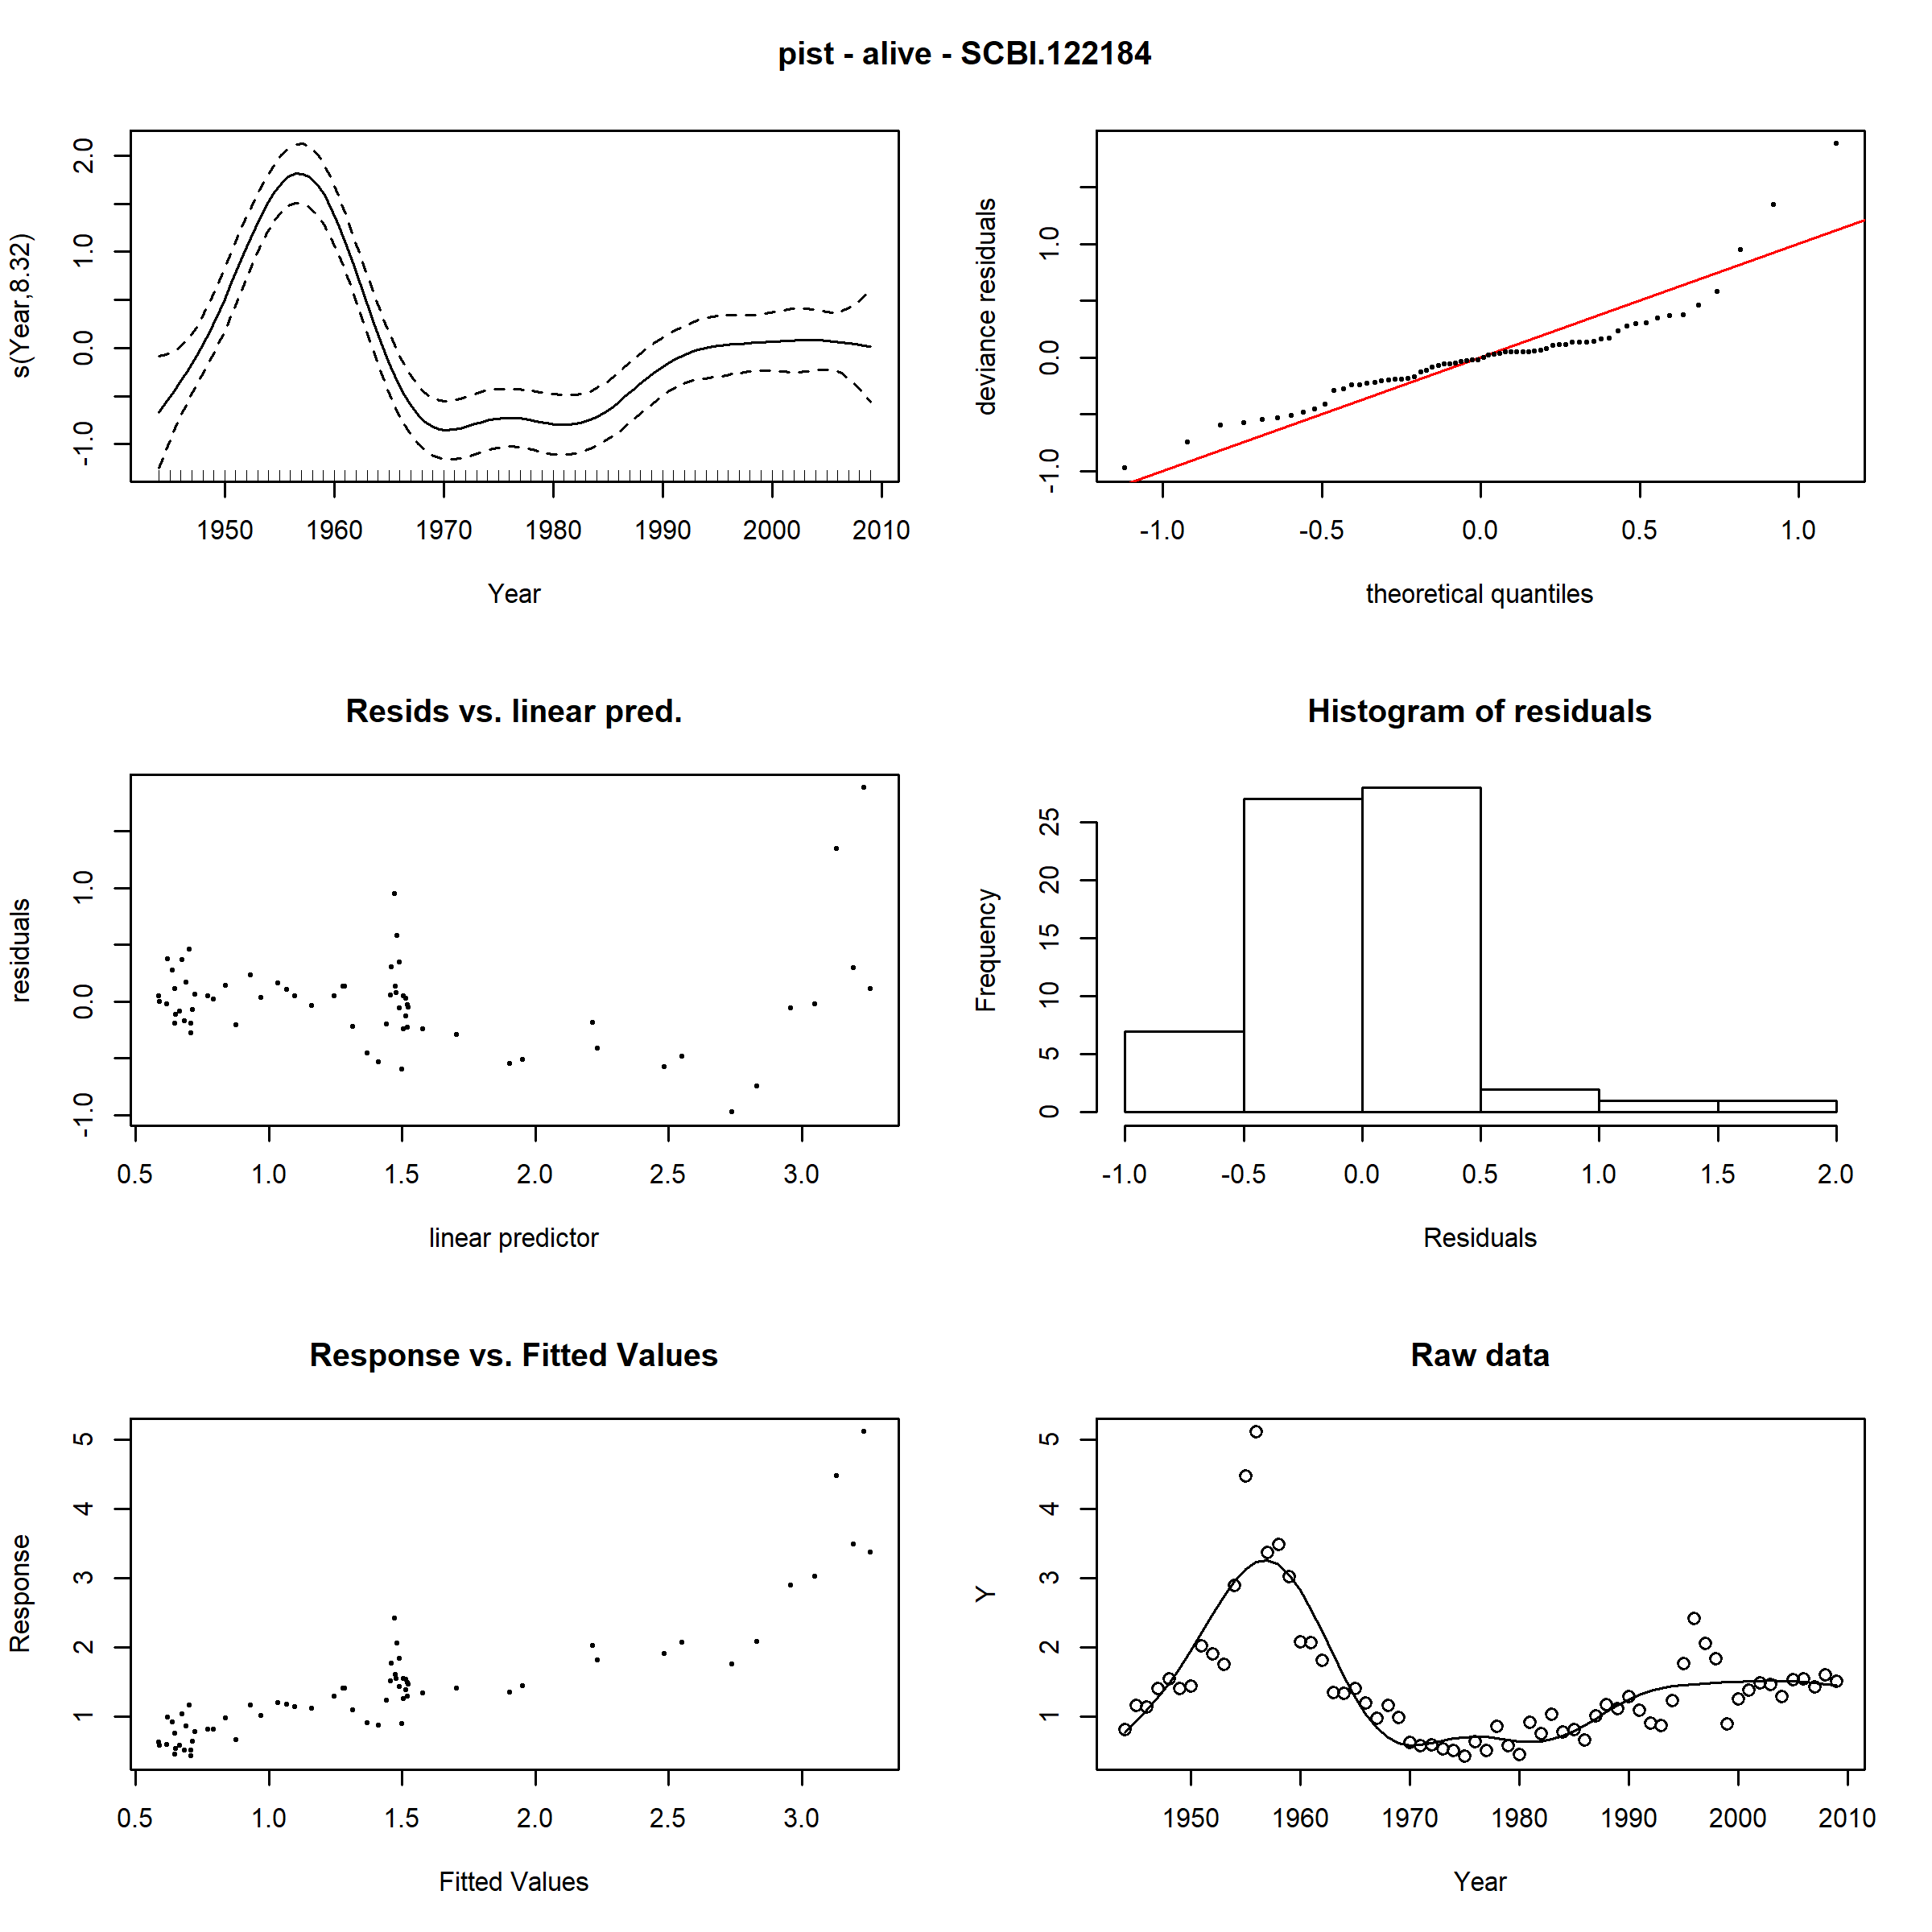 pist - alive - SCBI.122184
s(Year,8.32)
-1.0 0.0 1.0 2.0
1950 1960 1970 1980 1990 2000 2010
Year
deviance residuals
-1.0 0.0 1.0
-1.0 -0.5 0.0 0.5 1.0
theoretical quantiles
Resids vs. linear pred.
residuals
-1.0 0.0 1.0
0.5 1.0 1.5 2.0 2.5 3.0
linear predictor
Histogram of residuals
Frequency
0 5 10 15 20 25
-1.0 -0.5 0.0 0.5 1.0 1.5 2.0
Residuals
Response vs. Fitted Values
Response
1 2 3 4 5
0.5 1.0 1.5 2.0 2.5 3.0
Fitted Values
Raw data
Y
1 2 3 4 5
1950 1960 1970 1980 1990 2000 2010
Year